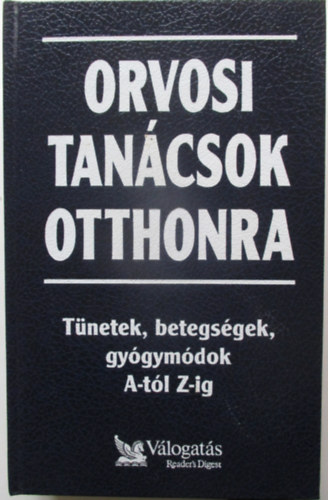 ORVOSI
TANÁCSOK
OTTHONRA
Tünetek, betegségek,
gyógymódok
A-tól Z-ig
Válogatás
Reader's Digest